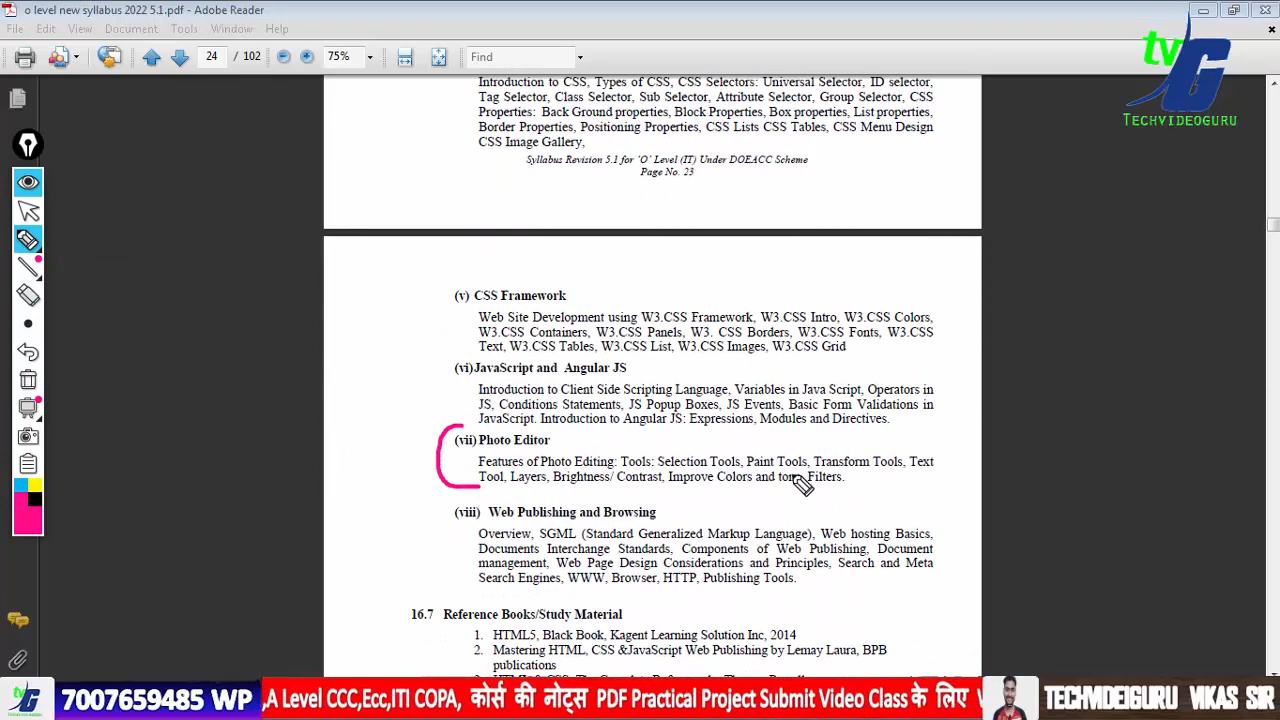 o level new syllabus 2022 5.1.pdf - Adobe Reader
File Edit View Document Tools Window Help
24 / 102 75% Find
tv G
TECHVIDEOGURU
Introduction to CSS, Types of CSS, CSS Selectors: Universal Selector, ID selector,
Tag Selector, Class Selector, Sub Selector, Attribute Selector, Group Selector, CSS
Properties: Back Ground properties, Block Properties, Box properties, List properties,
Border Properties, Positioning Properties, CSS Lists CSS Tables, CSS Menu Design
CSS Image Gallery,
Syllabus Revision 5.1 for 'O' Level (IT) Under DOEACC Scheme
Page No. 23
(v) CSS Framework
Web Site Development using W3.CSS Framework, W3.CSS Intro, W3.CSS Colors,
W3.CSS Containers, W3.CSS Panels, W3. CSS Borders, W3.CSS Fonts, W3.CSS
Text, W3.CSS Tables, W3.CSS List, W3.CSS Images, W3.CSS Grid
(vi)JavaScript and Angular JS
Introduction to Client Side Scripting Language, Variables in Java Script, Operators in
JS, Conditions Statements, JS Popup Boxes, JS Events, Basic Form Validations in
JavaScript. Introduction to Angular JS: Expressions, Modules and Directives.
(vii) Photo Editor
Features of Photo Editing: Tools: Selection Tools, Paint Tools, Transform Tools, Text
Tool, Layers, Brightness/ Contrast, Improve Colors and Filters.
(viii) Web Publishing and Browsing
Overview, SGML (Standard Generalized Markup Language), Web hosting Basics,
Documents Interchange Standards, Components of Web Publishing, Document
management, Web Page Design Considerations and Principles, Search and Meta
Search Engines, WWW, Browser, HTTP, Publishing Tools.
16.7 Reference Books/Study Material
1. HTML5, Black Book, Kagent Learning Solution Inc, 2014
2. Mastering HTML, CSS &JavaScript Web Publishing by Lemay Laura, BPB
publications
tv G 7007659485 WP ,A Level CCC,Ecc,ITI COPA, कोर्स की नोट्स PDF Practical Project Submit Video Class के लिए TECHVIDEIGURU VIKAS SIR